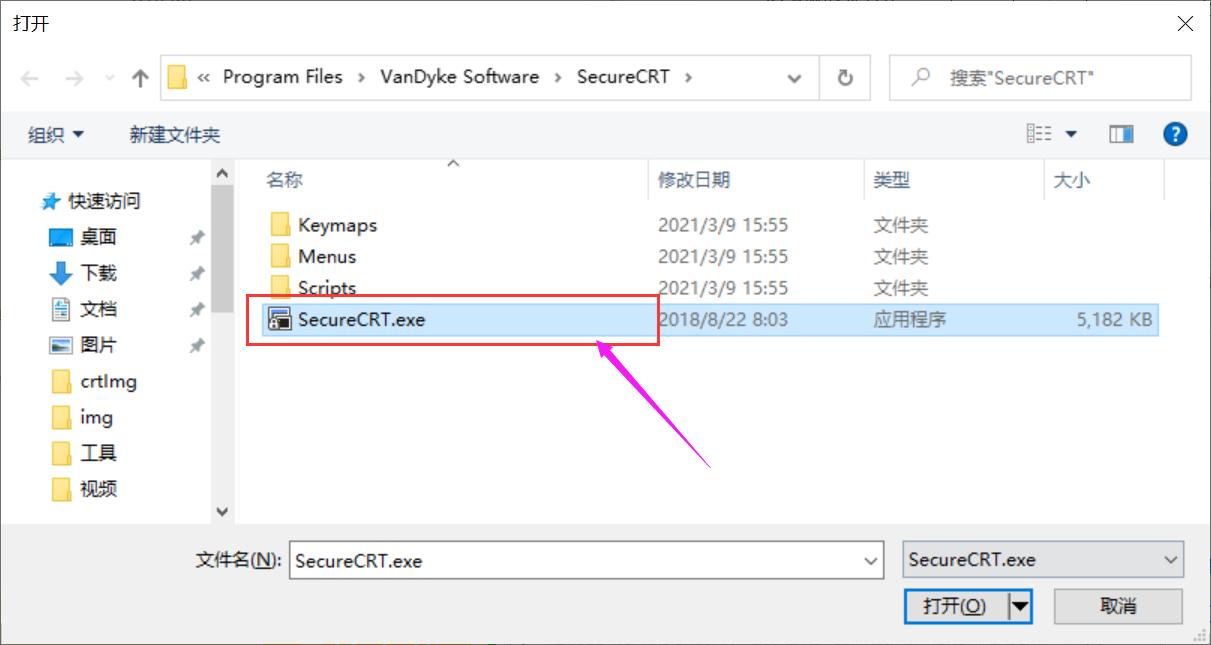 打开
« Program Files › VanDyke Software › SecureCRT ›
搜索"SecureCRT"
组织 新建文件夹
名称 修改日期 类型 大小
快速访问
桌面
下载
文档
图片
crtImg
img
工具
视频
Keymaps 2021/3/9 15:55 文件夹
Menus 2021/3/9 15:55 文件夹
Scripts 2021/3/9 15:55 文件夹
SecureCRT.exe 2018/8/22 8:03 应用程序 5,182 KB
文件名(N): SecureCRT.exe SecureCRT.exe
打开(O) 取消